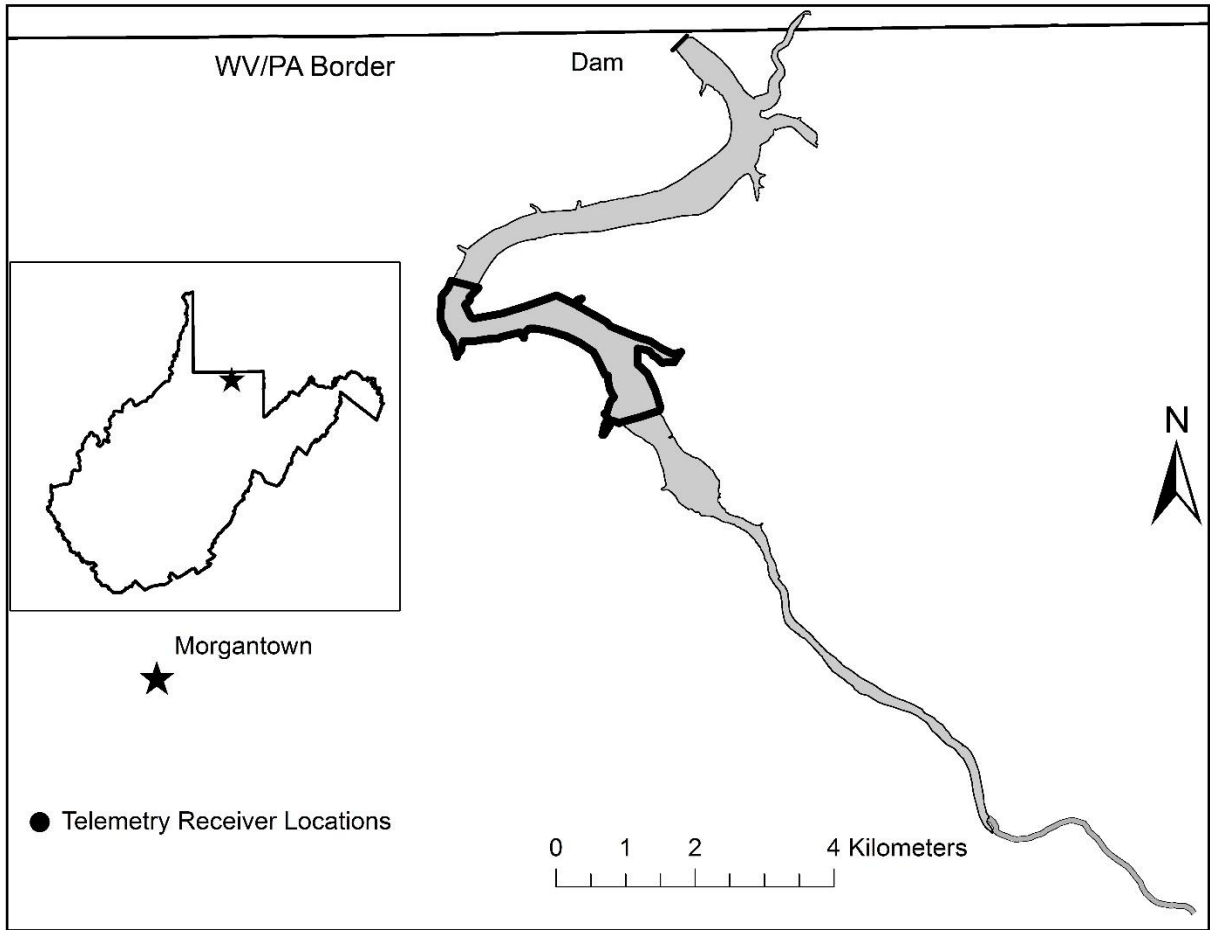 WV/PA Border
Dam
N
Morgantown
Telemetry Receiver Locations
0 1 2 4 Kilometers